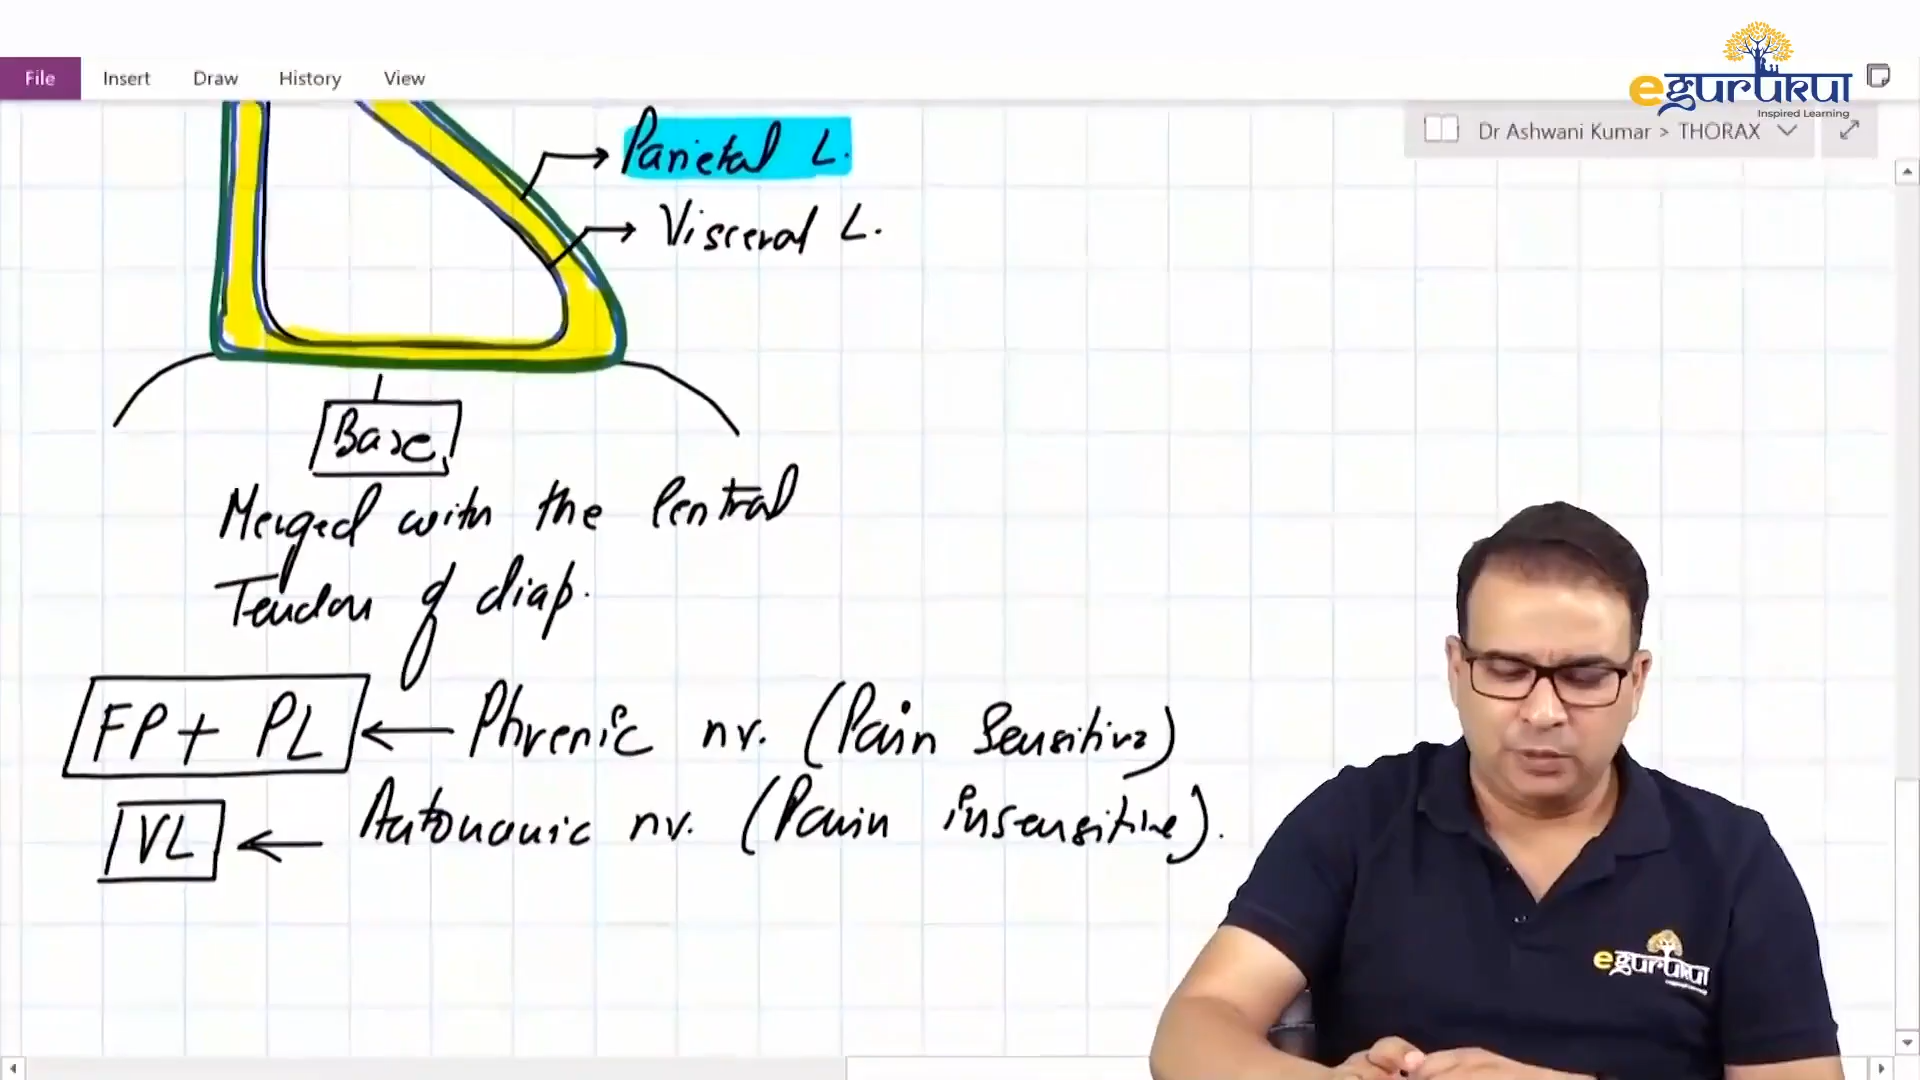 egurukul
Inspired Learning
File Insert Draw History View
Dr Ashwani Kumar > THORAX
Parietal L.
Visceral L.
Base
Merged with the Central
Tendon of diap.
FP + PL ← Phrenic nv. (Pain Sensitive)
VL ← Autonomic nv. (Pain insensitive).
egurukul